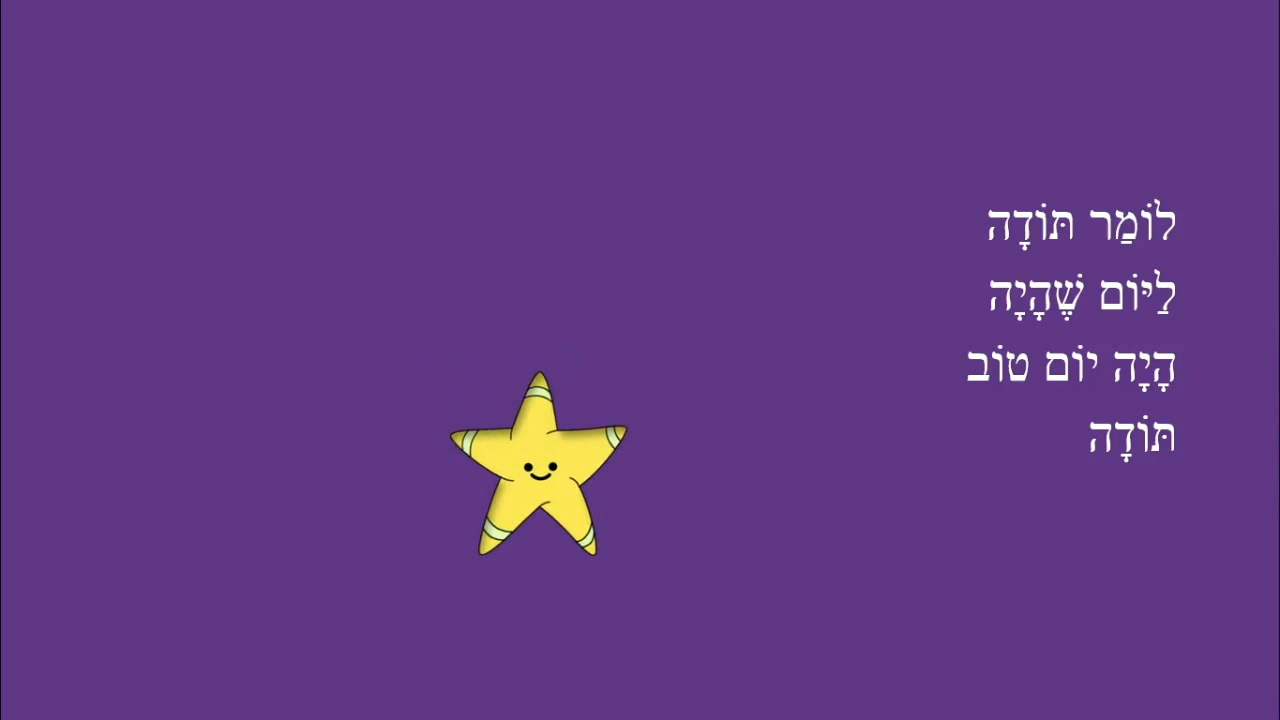 לוֹמַר תּוֹדָה
לַיּוֹם שֶׁהָיָה
הָיָה יוֹם טוֹב
תּוֹדָה